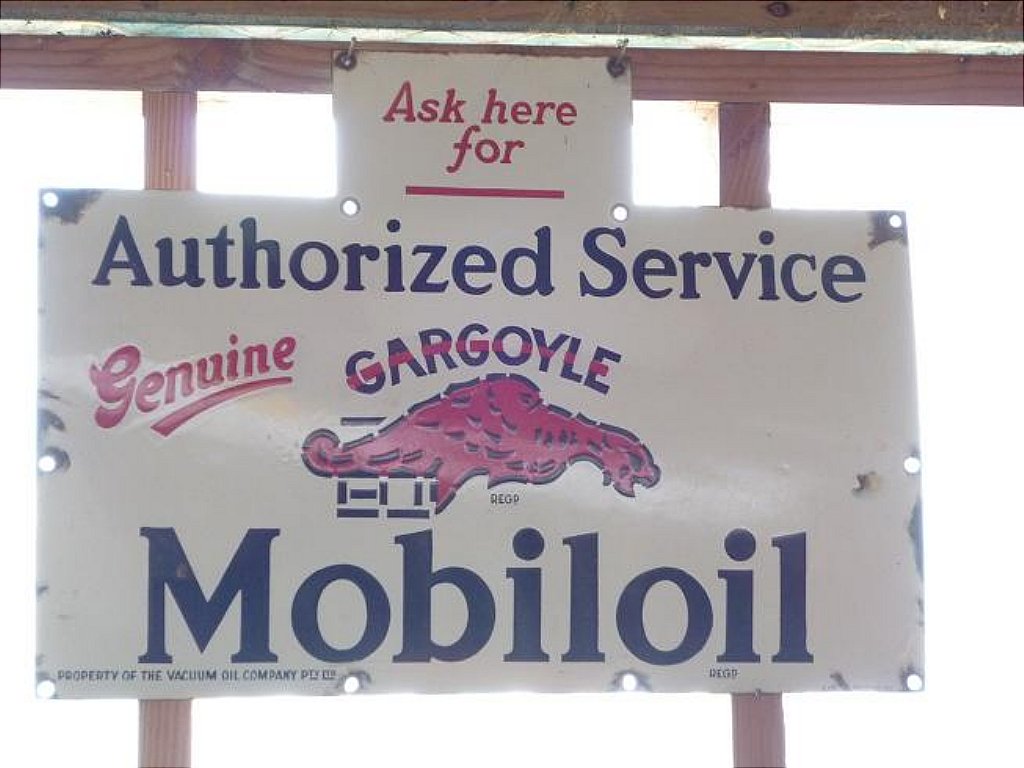 Ask here
for
Authorized Service
Genuine
GARGOYLE
REGD
Mobiloil
REGD
PROPERTY OF THE VACUUM OIL COMPANY PTY LTD